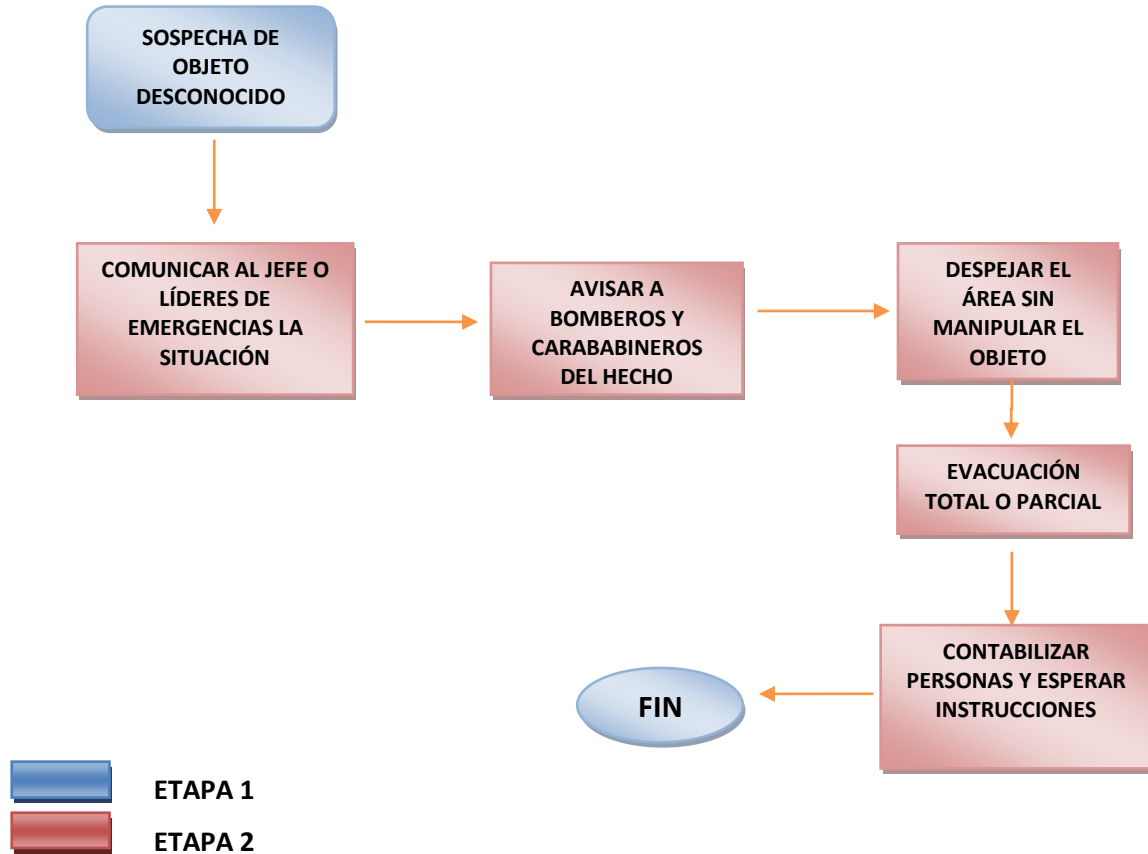 SOSPECHA DE
OBJETO
DESCONOCIDO
COMUNICAR AL JEFE O
LÍDERES DE
EMERGENCIAS LA
SITUACIÓN
AVISAR A
BOMBEROS Y
CARABABINEROS
DEL HECHO
DESPEJAR EL
ÁREA SIN
MANIPULAR EL
OBJETO
EVACUACIÓN
TOTAL O PARCIAL
CONTABILIZAR
PERSONAS Y ESPERAR
INSTRUCCIONES
FIN
ETAPA 1
ETAPA 2